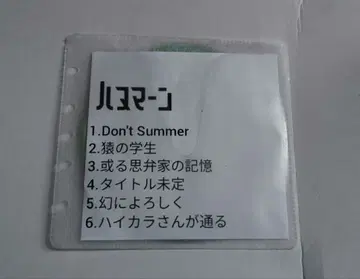 ハヌマーン
1.Don't Summer
2.猿の学生
3.或る思弁家の記憶
4.タイトル未定
5.幻によろしく
6.ハイカラさんが通る